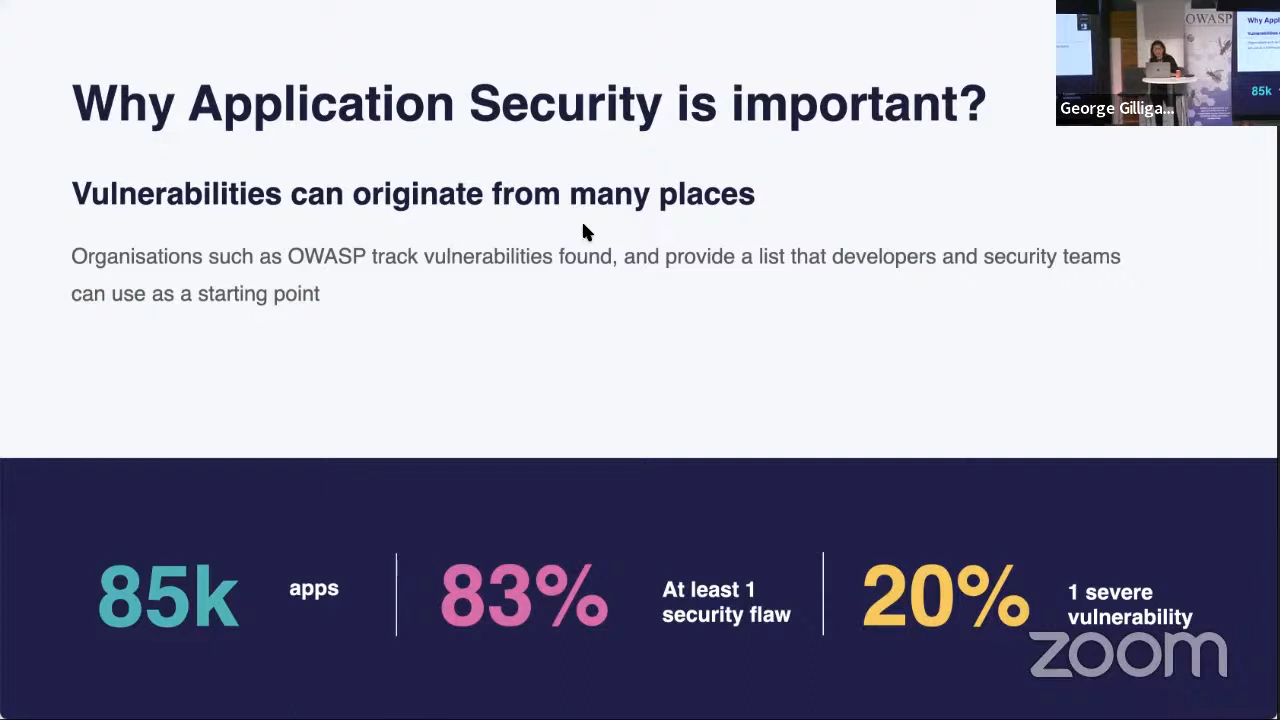 Why Application Security is important?
Vulnerabilities can originate from many places
Organisations such as OWASP track vulnerabilities found, and provide a list that developers and security teams
can use as a starting point
85k
apps
83%
At least 1
security flaw
20%
1 severe
vulnerability
zoom
OWASP
Why Appl
85k
George Gilliga...